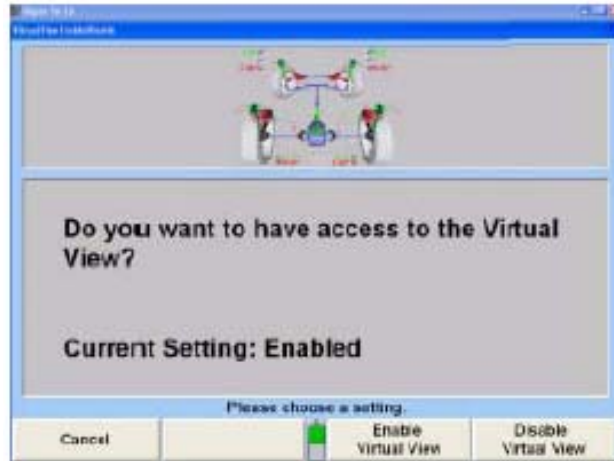 Do you want to have access to the Virtual
View?
Current Setting: Enabled
Please choose a setting.
Cancel
Enable
Virtual View
Disable
Virtual View